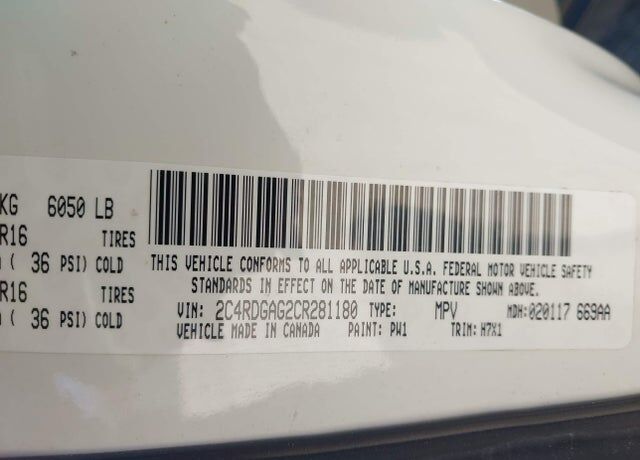 KG 6050 LB
R16 TIRES
( 36 PSI) COLD
R16 TIRES
( 36 PSI) COLD
THIS VEHICLE CONFORMS TO ALL APPLICABLE U.S.A. FEDERAL MOTOR VEHICLE SAFETY
STANDARDS IN EFFECT ON THE DATE OF MANUFACTURE SHOWN ABOVE.
VIN: 2C4RDGAG2CR281180 TYPE: MPV MDH:020117 669AA
VEHICLE MADE IN CANADA PAINT: PW1 TRIM: H7X1